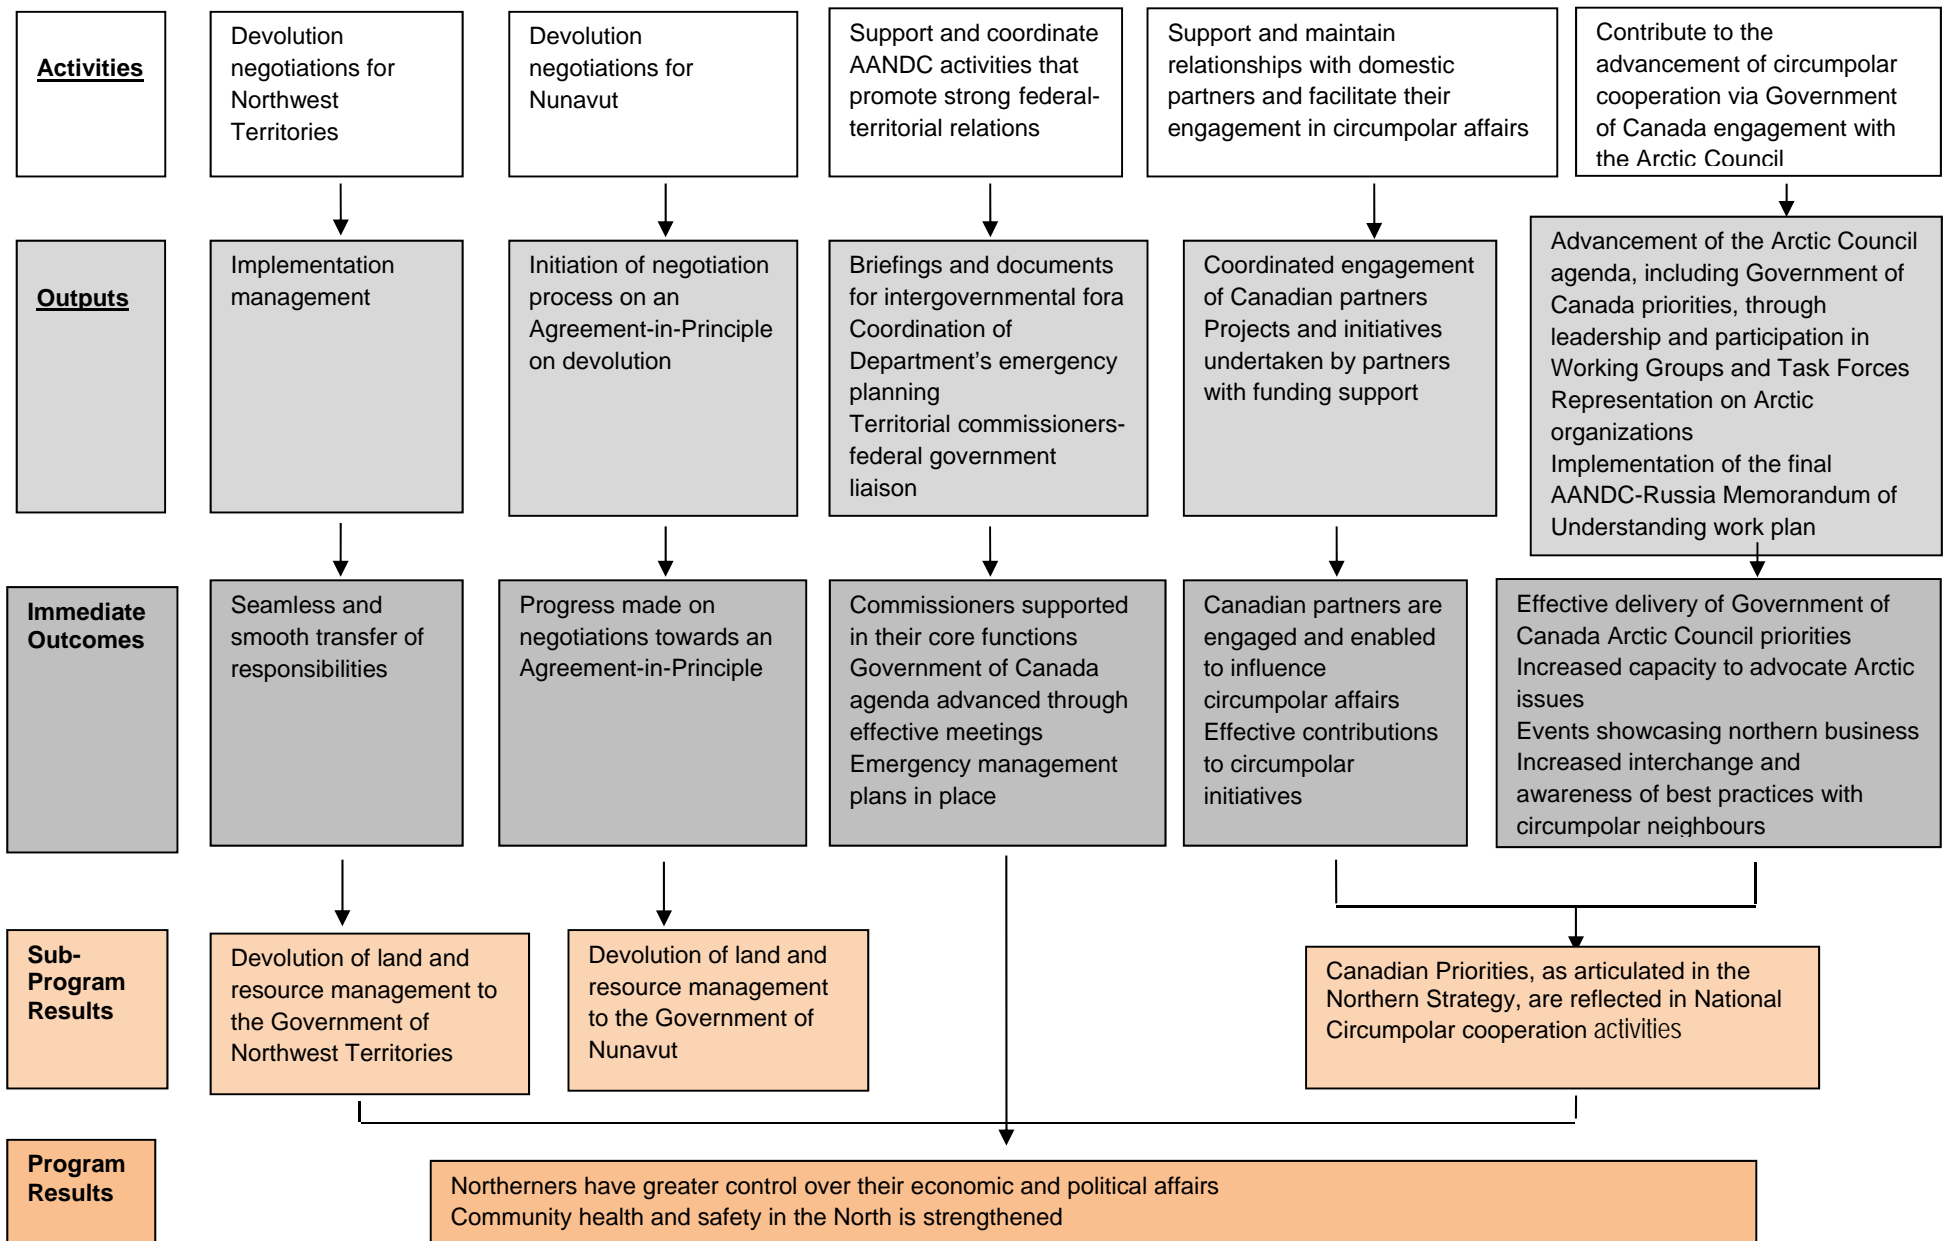 Activities
Devolution
negotiations for
Northwest
Territories
Devolution
negotiations for
Nunavut
Support and coordinate
AANDC activities that
promote strong federal-
territorial relations
Support and maintain
relationships with domestic
partners and facilitate their
engagement in circumpolar affairs
Contribute to the
advancement of circumpolar
cooperation via Government
of Canada engagement with
the Arctic Council
Outputs
Implementation
management
Initiation of negotiation
process on an
Agreement-in-Principle
on devolution
Briefings and documents
for intergovernmental fora
Coordination of
Department’s emergency
planning
Territorial commissioners-
federal government
liaison
Coordinated engagement
of Canadian partners
Projects and initiatives
undertaken by partners
with funding support
Advancement of the Arctic Council
agenda, including Government of
Canada priorities, through
leadership and participation in
Working Groups and Task Forces
Representation on Arctic
organizations
Implementation of the final
AANDC-Russia Memorandum of
Understanding work plan
Immediate
Outcomes
Seamless and
smooth transfer of
responsibilities
Progress made on
negotiations towards an
Agreement-in-Principle
Commissioners supported
in their core functions
Government of Canada
agenda advanced through
effective meetings
Emergency management
plans in place
Canadian partners are
engaged and enabled
to influence
circumpolar affairs
Effective contributions
to circumpolar
initiatives
Effective delivery of Government of
Canada Arctic Council priorities
Increased capacity to advocate Arctic
issues
Events showcasing northern business
Increased interchange and
awareness of best practices with
circumpolar neighbours
Sub-
Program
Results
Devolution of land and
resource management to
the Government of
Northwest Territories
Devolution of land and
resource management
to the Government of
Nunavut
Canadian Priorities, as articulated in the
Northern Strategy, are reflected in National
Circumpolar cooperation activities
Program
Results
Northerners have greater control over their economic and political affairs
Community health and safety in the North is strengthened